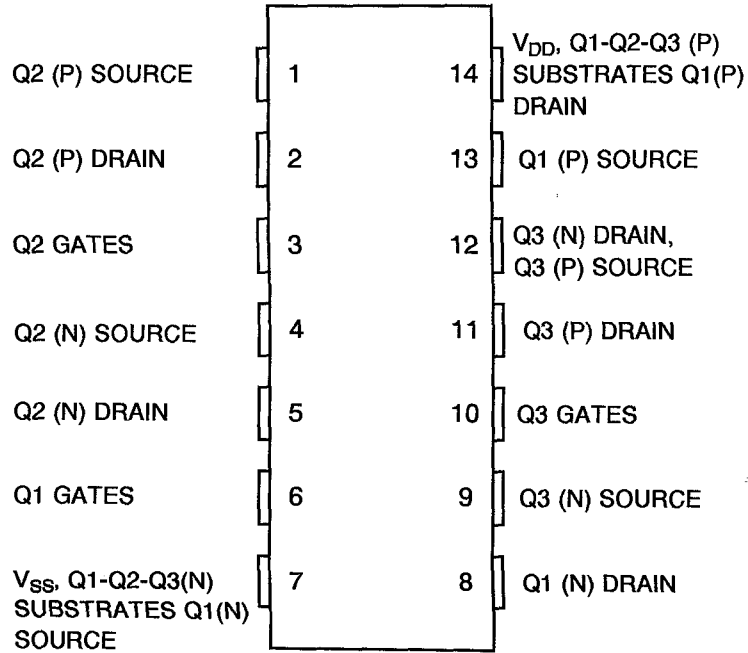 Q2 (P) SOURCE
Q2 (P) DRAIN
Q2 GATES
Q2 (N) SOURCE
Q2 (N) DRAIN
Q1 GATES
VSS, Q1-Q2-Q3(N)
SUBSTRATES Q1(N)
SOURCE
1
2
3
4
5
6
7
14
13
12
11
10
9
8
VDD, Q1-Q2-Q3 (P)
SUBSTRATES Q1(P)
DRAIN
Q1 (P) SOURCE
Q3 (N) DRAIN,
Q3 (P) SOURCE
Q3 (P) DRAIN
Q3 GATES
Q3 (N) SOURCE
Q1 (N) DRAIN